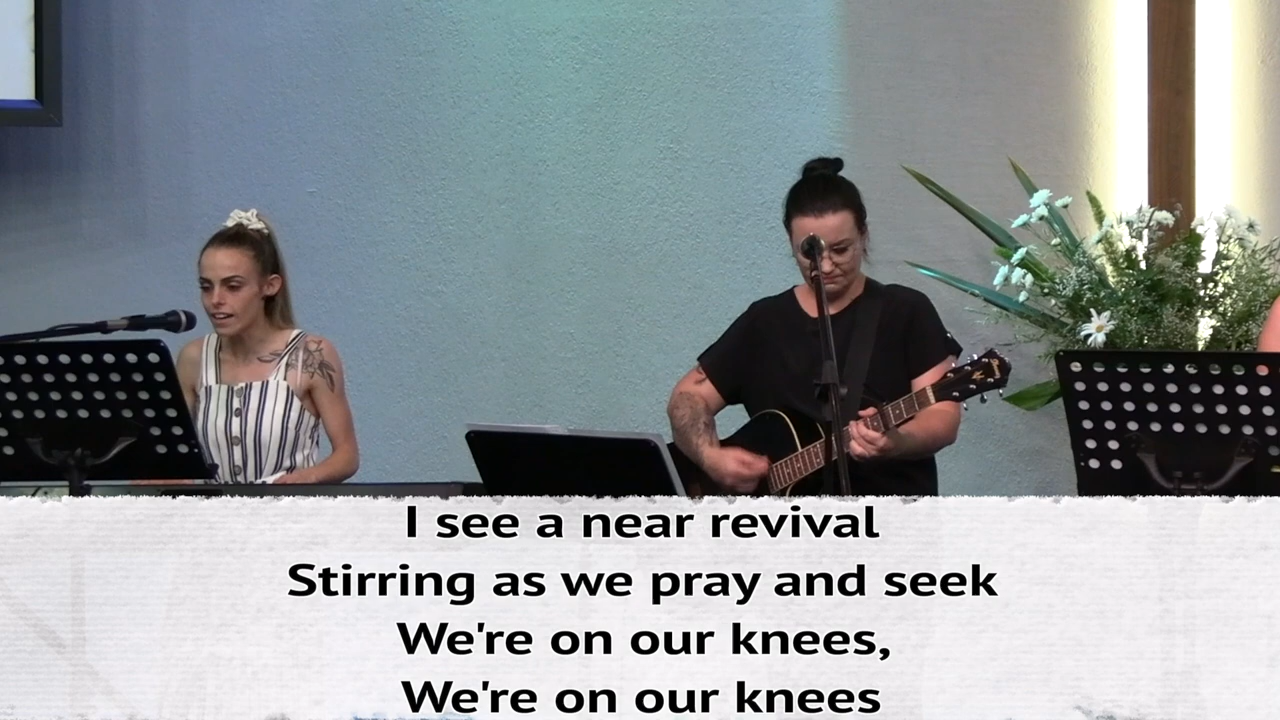 I see a near revival
Stirring as we pray and seek
We're on our knees,
We're on our knees